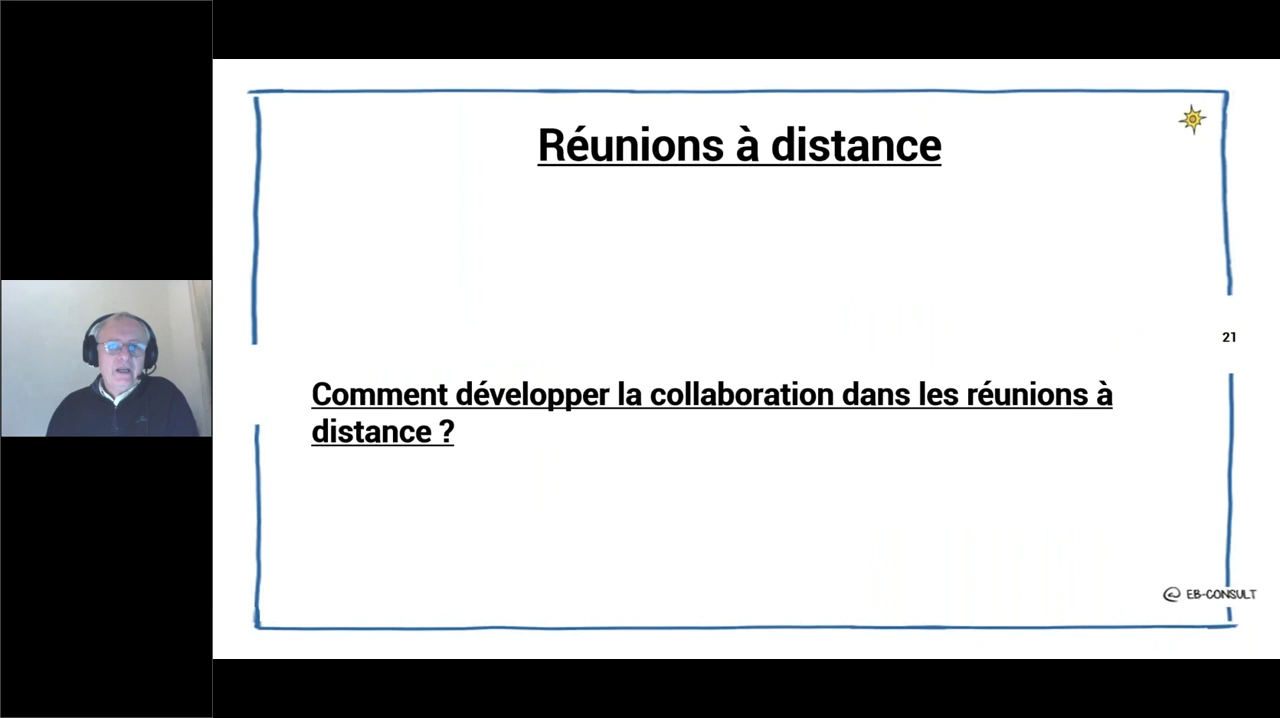 Réunions à distance
21
Comment développer la collaboration dans les réunions à
distance ?
@ EB-CONSULT